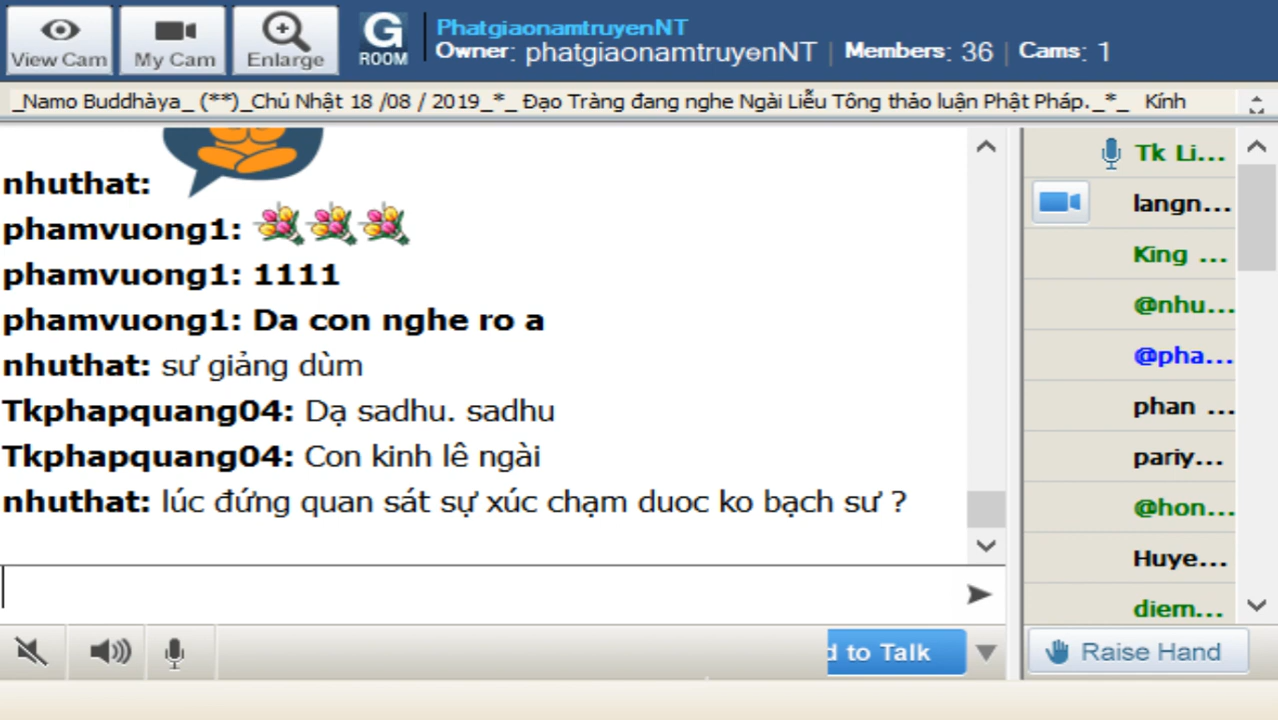 View Cam
My Cam
Enlarge
G
ROOM
PhatgiaonamtruyenNT
Owner: phatgiaonamtruyenNT | Members: 36 | Cams: 1
_Namo Buddhàya_ (**)_Chủ Nhật 18 /08 / 2019_*_ Đạo Tràng đang nghe Ngài Liễu Tông thảo luận Phật Pháp._*_ Kính
nhuthat:
phamvuong1:
phamvuong1: 1111
phamvuong1: Da con nghe ro a
nhuthat: sư giảng dùm
Tkphapquang04: Dạ sadhu. sadhu
Tkphapquang04: Con kinh lê ngài
nhuthat: lúc đứng quan sát sự xúc chạm duoc ko bạch sư ?
Tk Li...
langn...
King ...
@nhu...
@pha...
phan ...
pariy...
@hon...
Huye...
diem...
d to Talk
Raise Hand